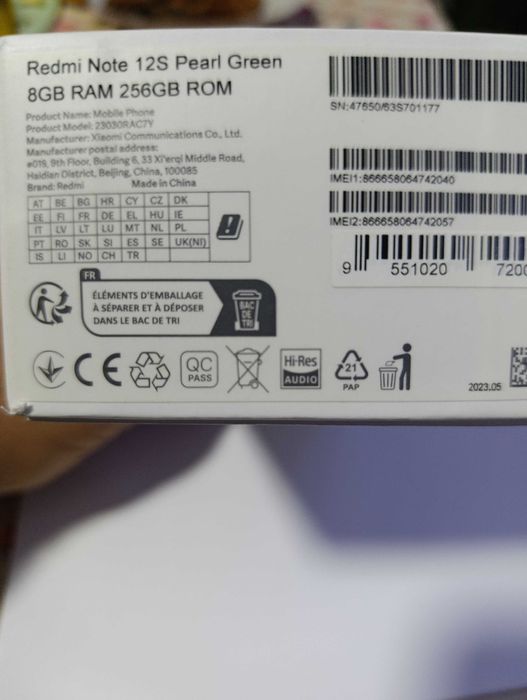 Redmi Note 12S Pearl Green
8GB RAM 256GB ROM
Product Name: Mobile Phone
Product Model: 23030RAC7Y
Manufacturer: Xiaomi Communications Co., Ltd.
Manufacturer postal address:
#019, 9th Floor, Building 6, 33 Xi'erqi Middle Road,
Haidian District, Beijing, China, 100085
Brand: Redmi Made in China
AT BE BG HR CY CZ DK
EE FI FR DE EL HU IE
IT LV LT LU MT NL PL
PT RO SK SI ES SE UK(NI)
IS LI NO CH TR
SN:47650/63S701177
IMEI1:866658064742040
IMEI2:866658064742057
9 551020 7200
FR
ÉLÉMENTS D'EMBALLAGE
À SÉPARER ET À DÉPOSER
DANS LE BAC DE TRI
BAC
DE
TRI
CE
QC
PASS
Hi-Res
AUDIO
21
PAP
2023.05